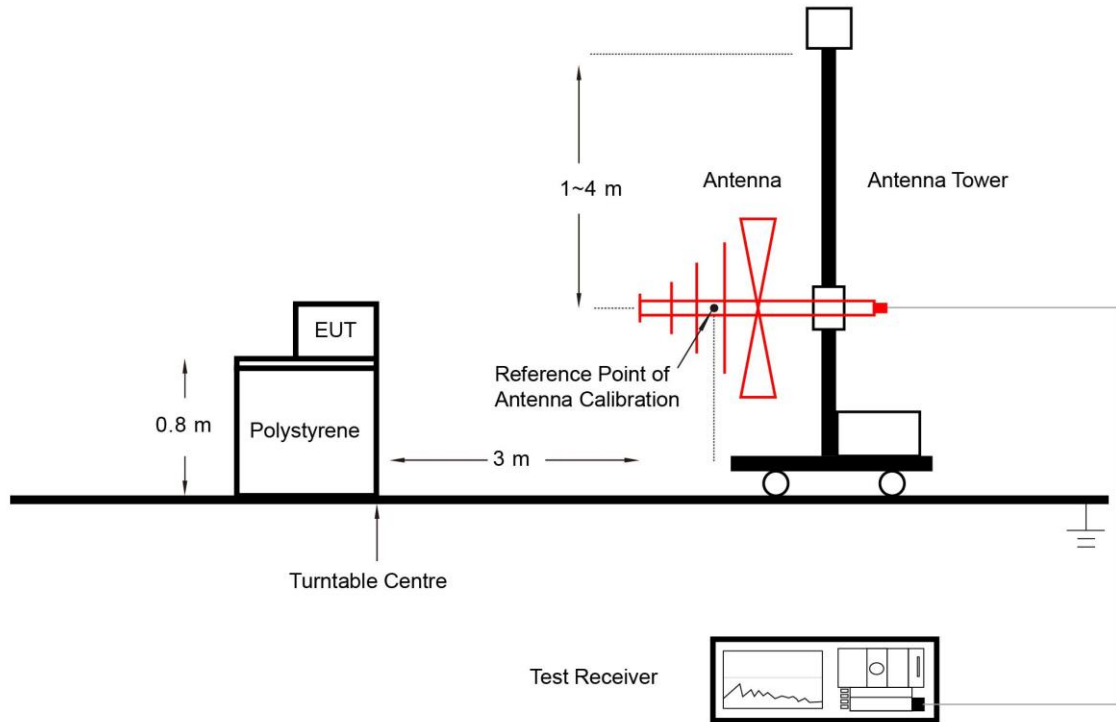 1~4 m
Antenna
Antenna Tower
EUT
Reference Point of
Antenna Calibration
0.8 m
Polystyrene
3 m
Turntable Centre
Test Receiver